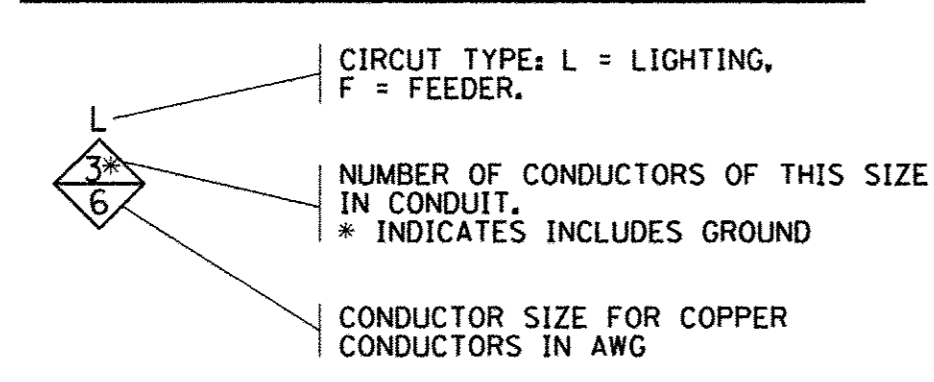 CIRCUT TYPE: L = LIGHTING,
F = FEEDER.
L
3*
6
NUMBER OF CONDUCTORS OF THIS SIZE
IN CONDUIT.
* INDICATES INCLUDES GROUND
CONDUCTOR SIZE FOR COPPER
CONDUCTORS IN AWG